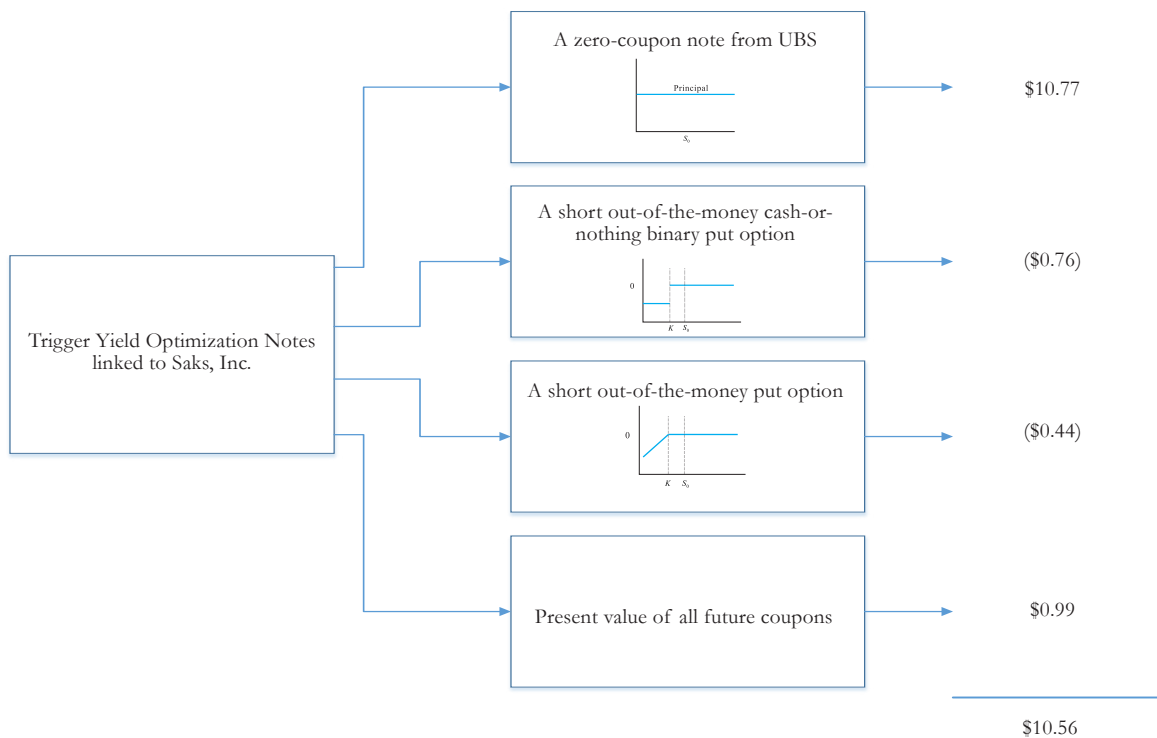 A zero-coupon note from UBS
Principal
S0
$10.77
A short out-of-the-money cash-or-
nothing binary put option
0
K
S0
($0.76)
Trigger Yield Optimization Notes
linked to Saks, Inc.
A short out-of-the-money put option
0
K
S0
($0.44)
Present value of all future coupons
$0.99
$10.56